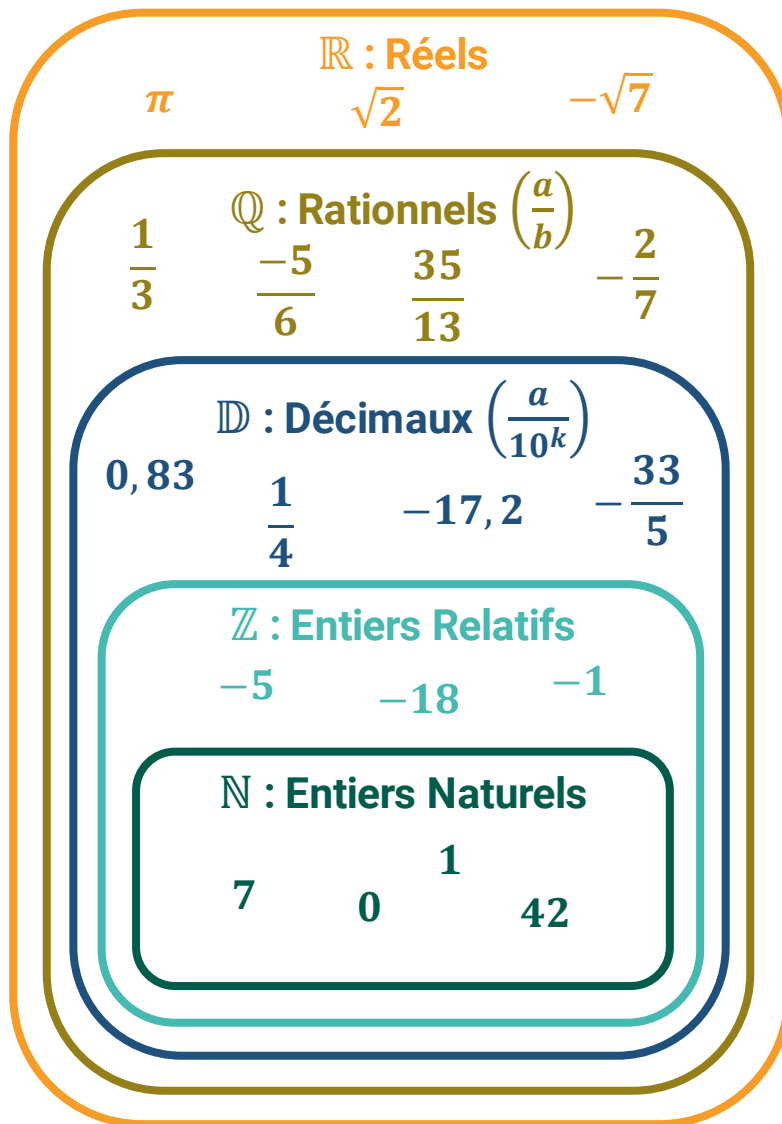 ℝ : Réels
π √2 −√7
ℚ : Rationnels (a/b)
1/3 −5/6 35/13 −2/7
𝔻 : Décimaux (a/10^k)
0,83 1/4 −17,2 −33/5
ℤ : Entiers Relatifs
−5 −18 −1
ℕ : Entiers Naturels
7 0 1 42